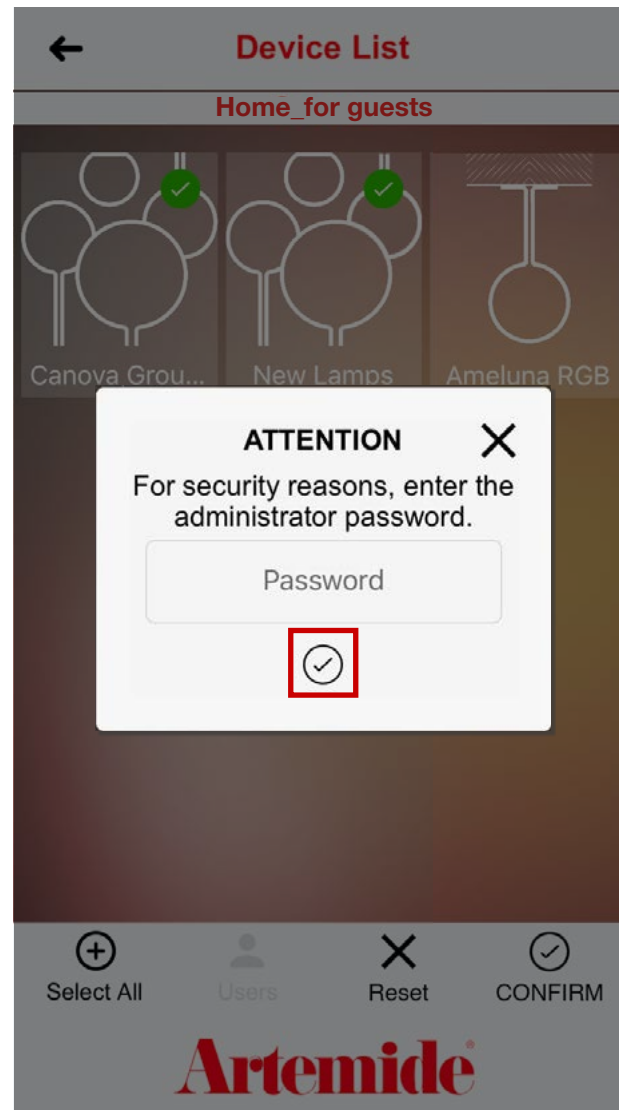 Device List
Home_for guests
Canova Grou...
New Lamps
Ameluna RGB
ATTENTION
For security reasons, enter the
administrator password.
Password
Select All
Users
Reset
CONFIRM
Artemide®